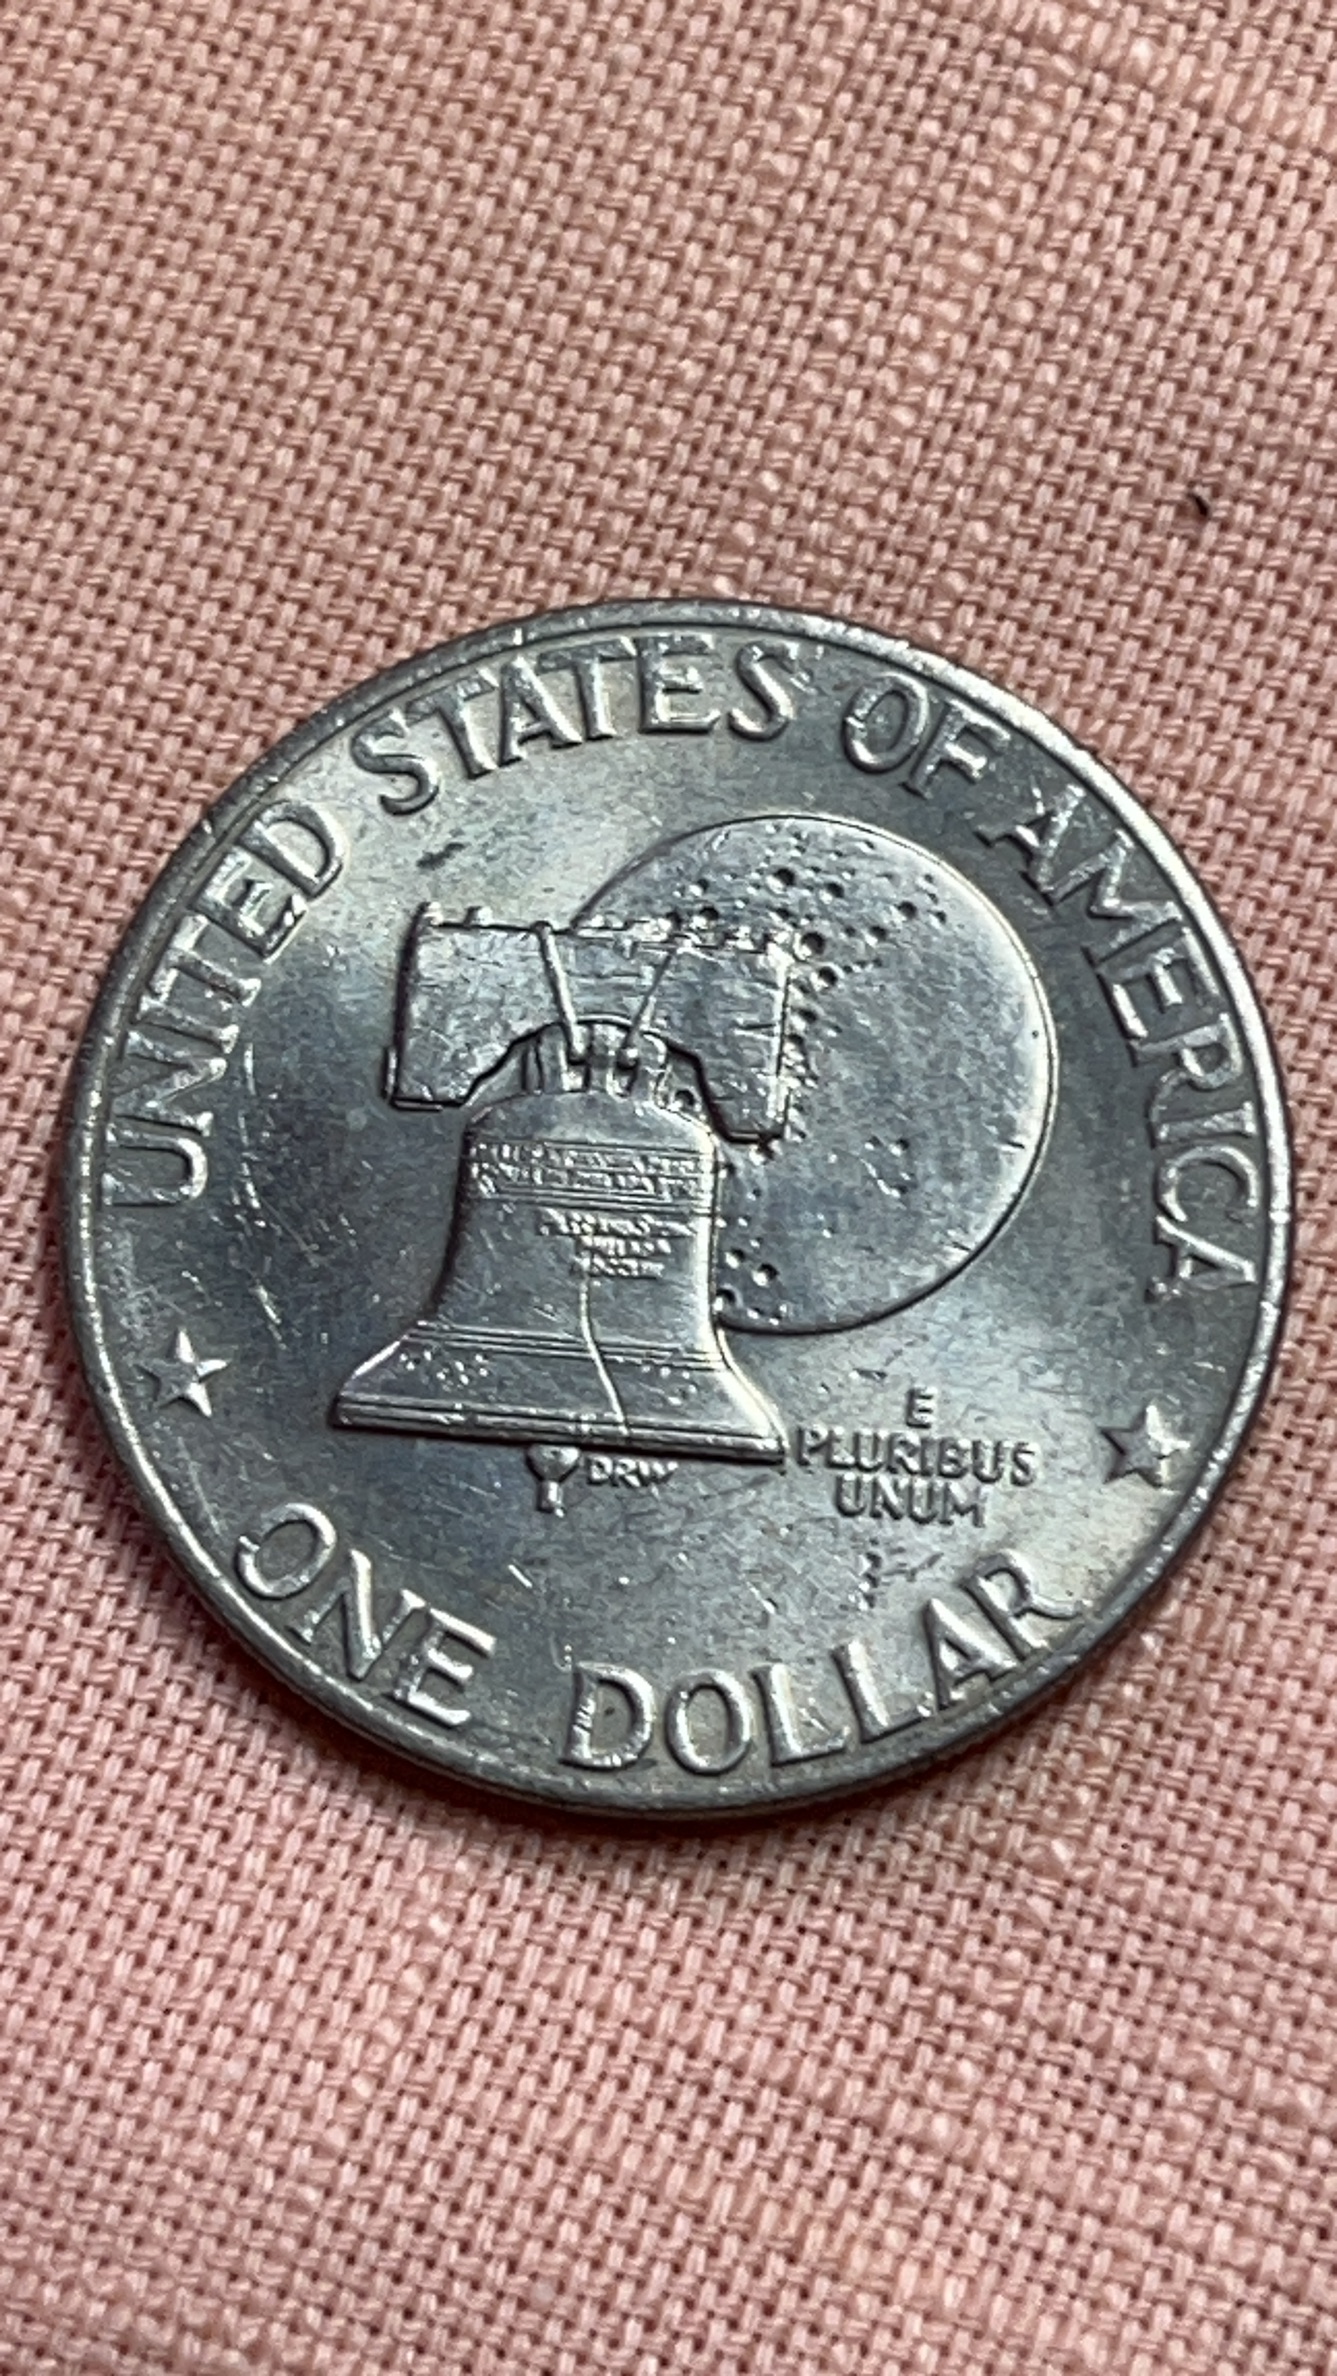 UNITED STATES OF AMERICA
DRW
E
PLURIBUS
UNUM
ONE DOLLAR